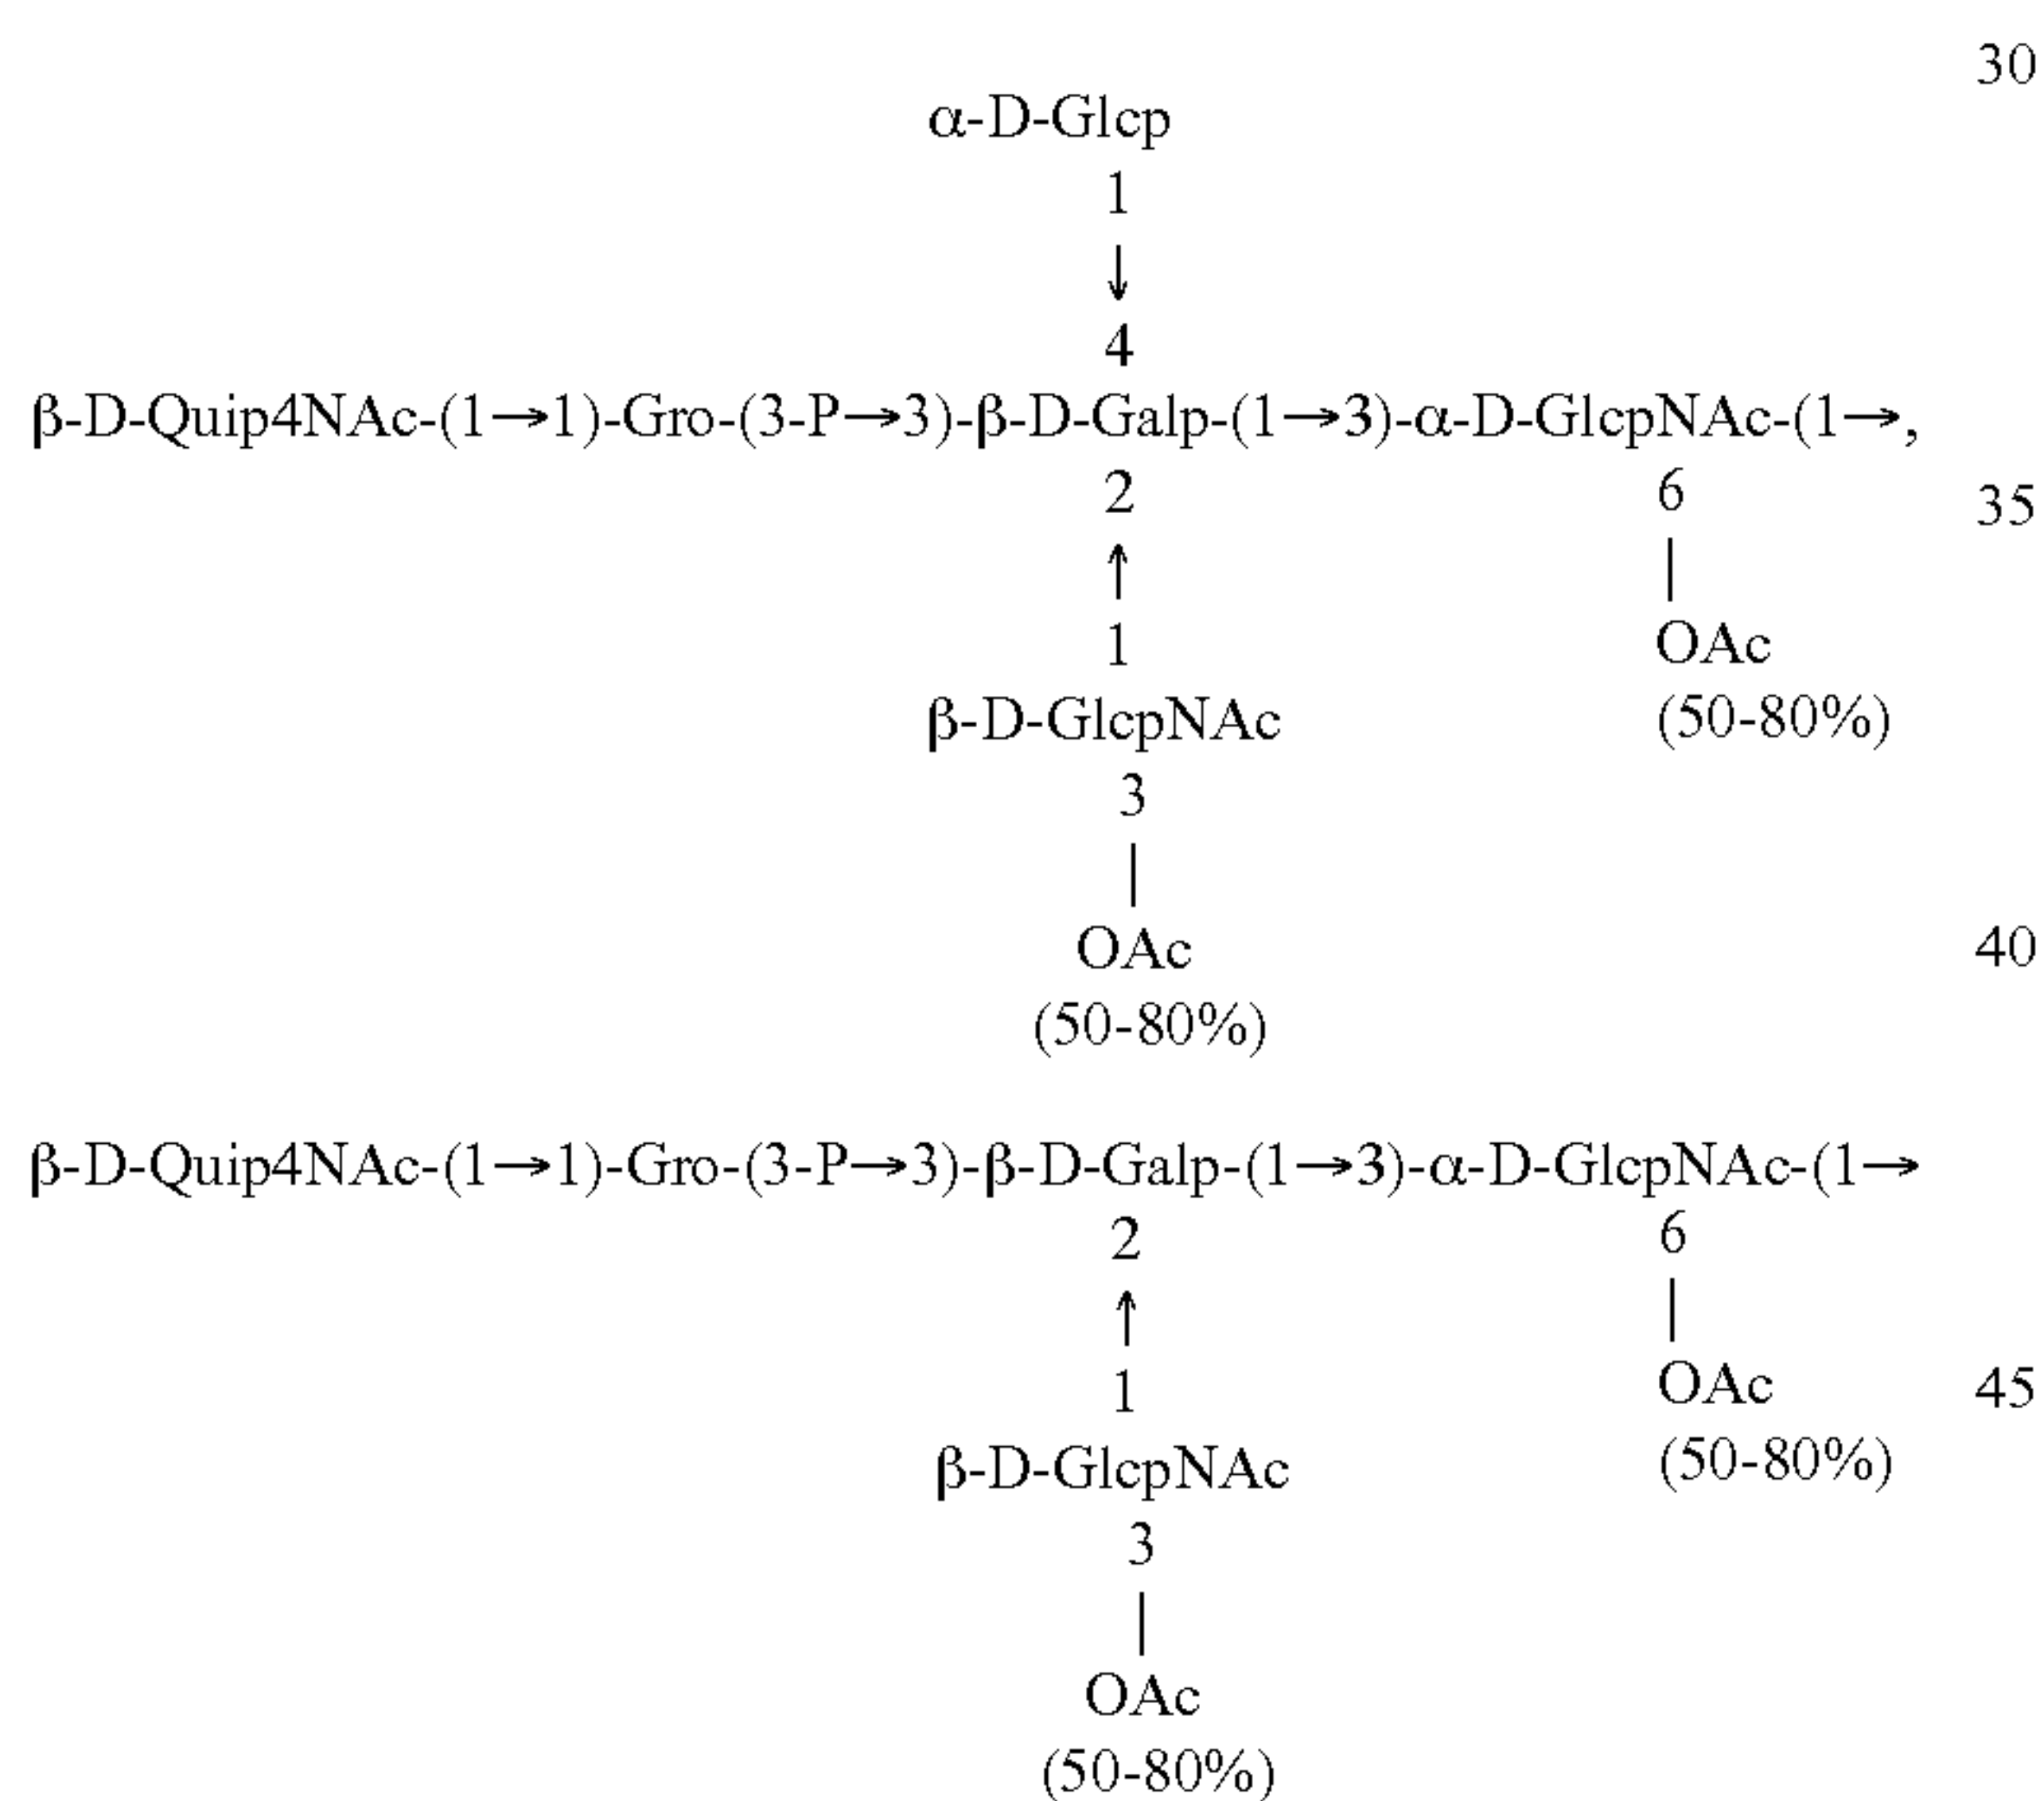 30
α-D-Glcp
1
↓
4
β-D-Quip4NAc-(1→1)-Gro-(3-P→3)-β-D-Galp-(1→3)-α-D-GlcpNAc-(1→,
2 6 35
↑ |
1 OAc
β-D-GlcpNAc (50-80%)
3
|
OAc 40
(50-80%)
β-D-Quip4NAc-(1→1)-Gro-(3-P→3)-β-D-Galp-(1→3)-α-D-GlcpNAc-(1→
2 6
↑ |
1 OAc 45
β-D-GlcpNAc (50-80%)
3
|
OAc
(50-80%)